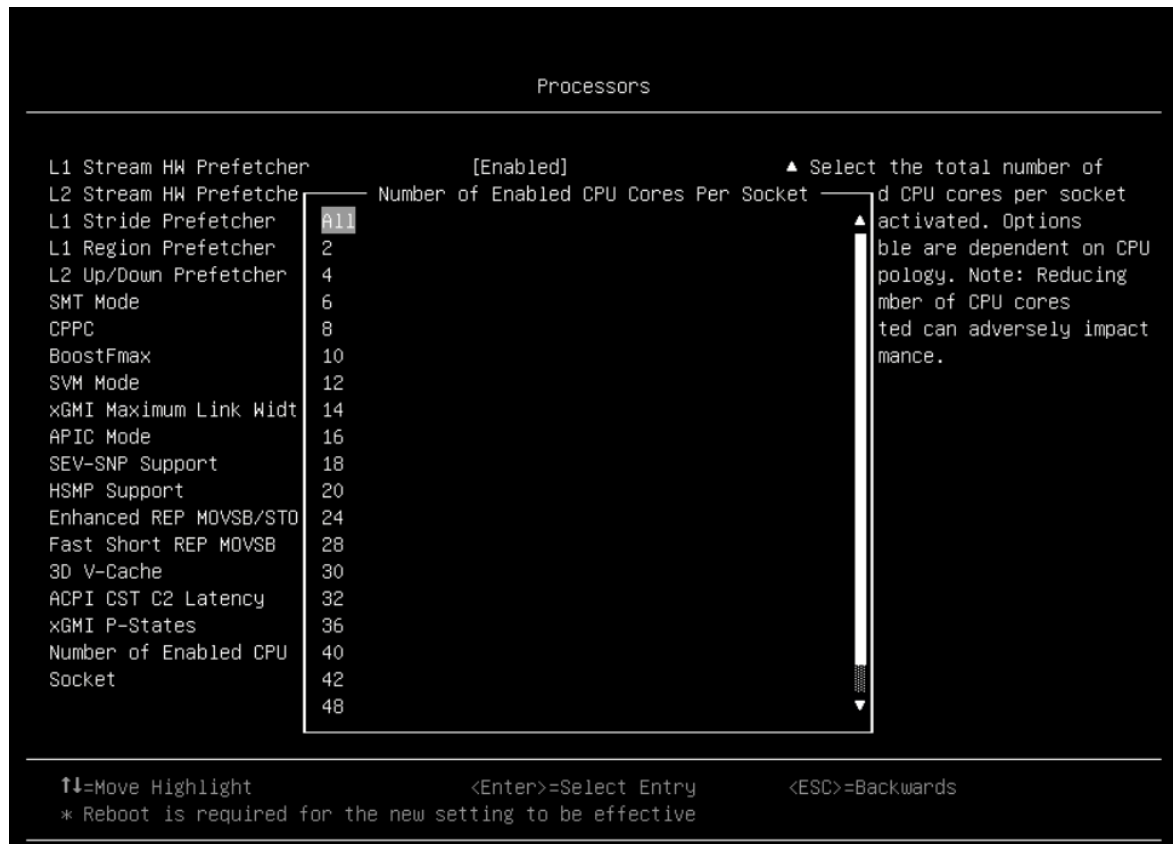 Processors
L1 Stream HW Prefetcher [Enabled] ▲ Select the total number of
L2 Stream HW Prefetche Number of Enabled CPU Cores Per Socket d CPU cores per socket
L1 Stride Prefetcher All ▲ activated. Options
L1 Region Prefetcher 2 ble are dependent on CPU
L2 Up/Down Prefetcher 4 pology. Note: Reducing
SMT Mode 6 mber of CPU cores
CPPC 8 ted can adversely impact
BoostFmax 10 mance.
SVM Mode 12
xGMI Maximum Link Widt 14
APIC Mode 16
SEV-SNP Support 18
HSMP Support 20
Enhanced REP MOVSB/STO 24
Fast Short REP MOVSB 28
3D V-Cache 30
ACPI CST C2 Latency 32
xGMI P-States 36
Number of Enabled CPU 40
Socket 42
48 ▼
↑↓=Move Highlight <Enter>=Select Entry <ESC>=Backwards
* Reboot is required for the new setting to be effective